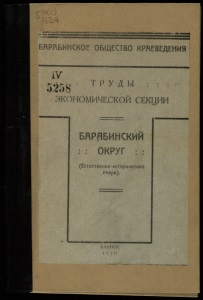 БАРАБИНСКОЕ ОБЩЕСТВО КРАЕВЕДЕНИЯ
IV
5258
ТРУДЫ
ЭКОНОМИЧЕСКОЙ СЕКЦИИ
БАРАБИНСКИЙ
:: ОКРУГ ::
(Естественно-исторический
очерк).